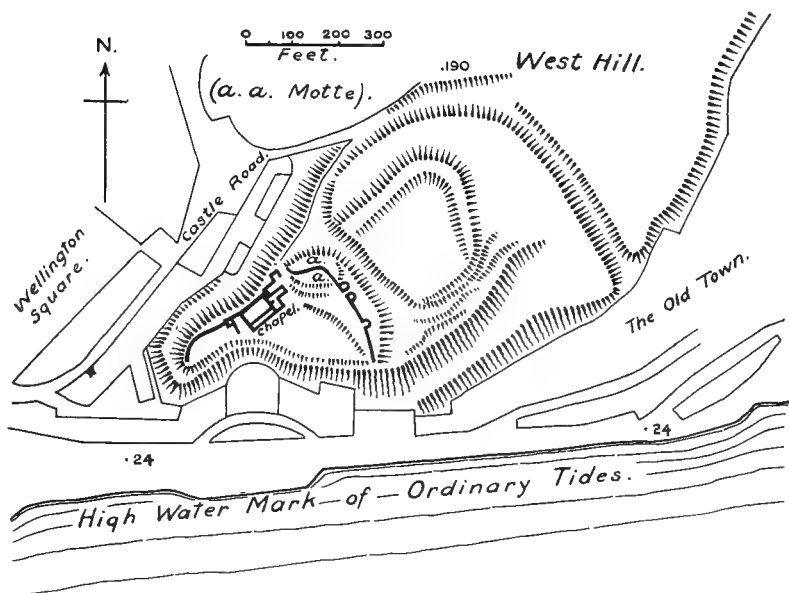 N.
0 100 200 300
Feet.
(a. a. Motte).
.190
West Hill.
Castle Road.
Wellington
Square.
a.
a.
chapel.
The Old Town.
.24
.24
High Water Mark — of — Ordinary Tides.